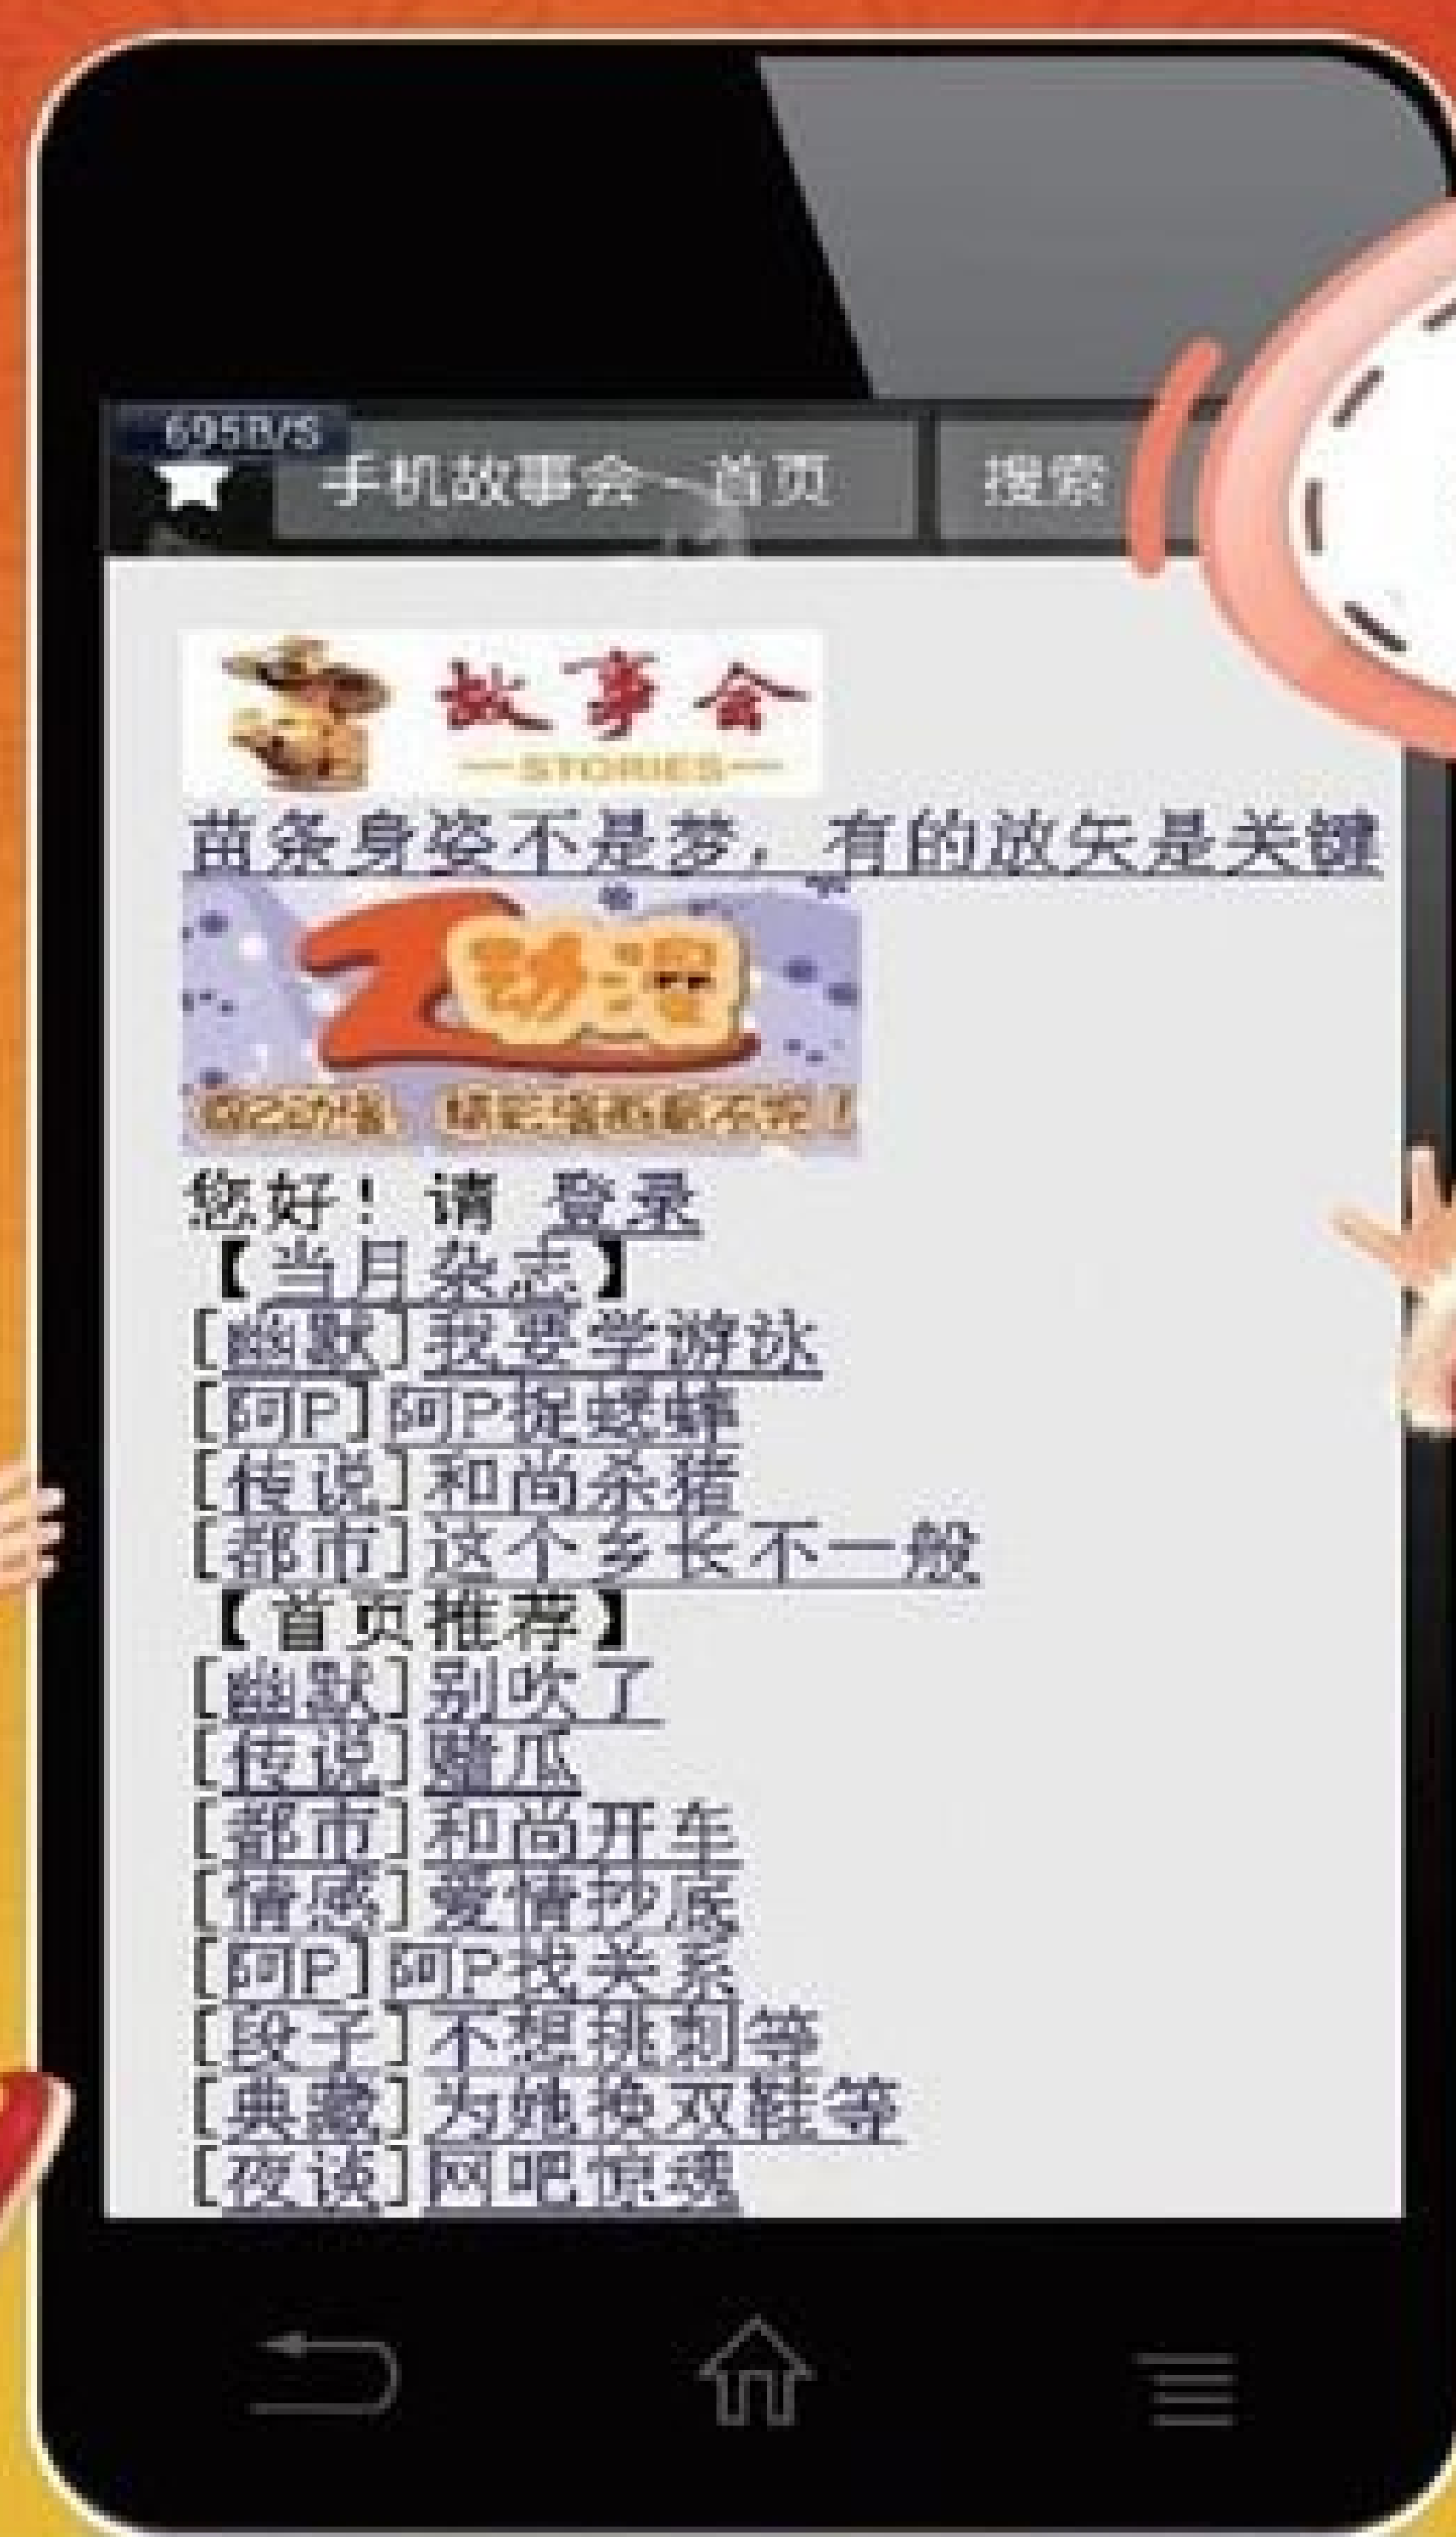 695B/S
手机故事会—首页 搜索
故事会
—STORIES—
苗条身姿不是梦，有的放矢是关键
动漫
您好！请 登录
【当月杂志】
[幽默]我要学游泳
[阿P]阿P捉蟋蟀
[传说]和尚杀猪
[都市]这个乡长不一般
【首页推荐】
[幽默]别吹了
[传说]赌瓜
[都市]和尚开车
[情感]爱情抄底
[阿P]阿P找关系
[段子]不想挑刺等
[典藏]为她换双鞋等
[夜谈]网吧惊魂